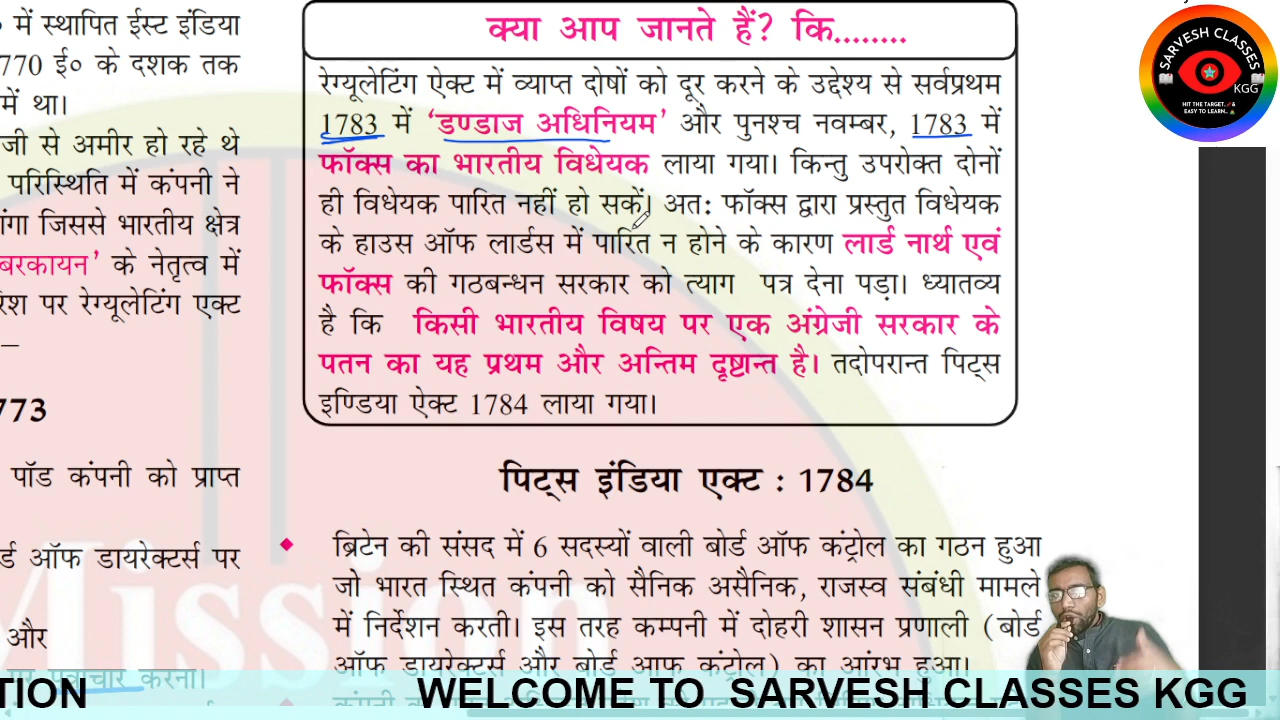 में स्थापित ईस्ट इंडिया
770 ई० के दशक तक
में था।
जी से अमीर हो रहे थे
परिस्थिति में कंपनी ने
गंगा जिससे भारतीय क्षेत्र
बरकायन’ के नेतृत्व में
रिश पर रेग्यूलेटिंग एक्ट
–
773
पॉड कंपनी को प्राप्त
र्ड ऑफ डायरेक्टर्स पर
और
पत्राचार करना।
क्या आप जानते हैं? कि........
रेग्यूलेटिंग ऐक्ट में व्याप्त दोषों को दूर करने के उद्देश्य से सर्वप्रथम
1783 में ‘डण्डाज अधिनियम’ और पुनश्च नवम्बर, 1783 में
फॉक्स का भारतीय विधेयक लाया गया। किन्तु उपरोक्त दोनों
ही विधेयक पारित नहीं हो सकें। अत: फॉक्स द्वारा प्रस्तुत विधेयक
के हाउस ऑफ लार्डस में पारित न होने के कारण लार्ड नार्थ एवं
फॉक्स की गठबन्धन सरकार को त्याग पत्र देना पड़ा। ध्यातव्य
है कि किसी भारतीय विषय पर एक अंग्रेजी सरकार के
पतन का यह प्रथम और अन्तिम दृष्टान्त है। तदोपरान्त पिट्स
इण्डिया ऐक्ट 1784 लाया गया।
पिट्स इंडिया एक्ट : 1784
ब्रिटेन की संसद में 6 सदस्यों वाली बोर्ड ऑफ कंट्रोल का गठन हुआ
जो भारत स्थित कंपनी को सैनिक असैनिक, राजस्व संबंधी मामले
में निर्देशन करती। इस तरह कम्पनी में दोहरी शासन प्रणाली (बोर्ड
ऑफ डायरेक्टर्स और बोर्ड आफ कंट्रोल) का आंरभ हुआ।
Mission
SARVESH CLASSES
KGG
HIT THE TARGET..
EASY TO LEARN..
TION WELCOME TO SARVESH CLASSES KGG